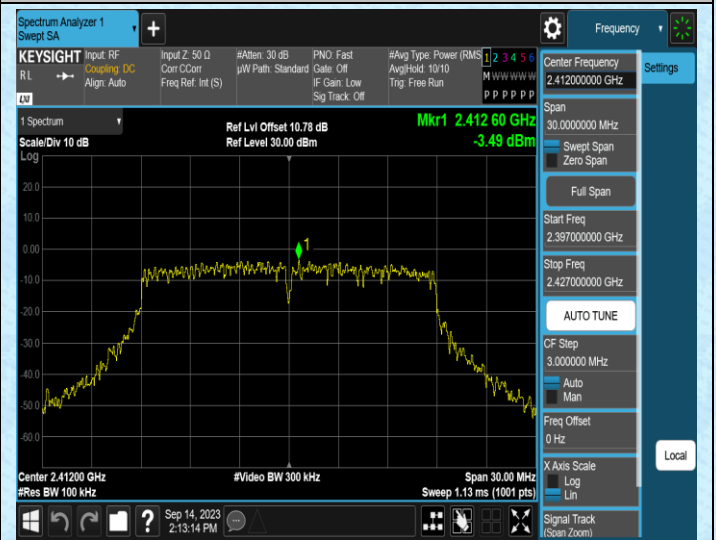 Spectrum Analyzer 1
Swept SA
+
Frequency
KEYSIGHT
RL
LXI
Input: RF
Coupling: DC
Align: Auto
Input Z: 50 Ω
Corr CCorr
Freq Ref: Int (S)
#Atten: 30 dB
µW Path: Standard
PNO: Fast
Gate: Off
IF Gain: Low
Sig Track: Off
#Avg Type: Power (RMS
Avg|Hold: 10/10
Trig: Free Run
1 2 3 4 5 6
M W W W W W
P P P P P P
1 Spectrum
Scale/Div 10 dB
Log
Ref Lvl Offset 10.78 dB
Ref Level 30.00 dBm
Mkr1 2.412 60 GHz
-3.49 dBm
20.0
10.0
0.00
-10.0
-20.0
-30.0
-40.0
-50.0
-60.0
1
Center 2.41200 GHz
#Res BW 100 kHz
#Video BW 300 kHz
Span 30.00 MHz
Sweep 1.13 ms (1001 pts)
Center Frequency
2.412000000 GHz
Span
30.0000000 MHz
Swept Span
Zero Span
Full Span
Start Freq
2.397000000 GHz
Stop Freq
2.427000000 GHz
AUTO TUNE
CF Step
3.000000 MHz
Auto
Man
Freq Offset
0 Hz
X Axis Scale
Log
Lin
Signal Track
(Span Zoom)
Settings
Local
?
Sep 14, 2023
2:13:14 PM